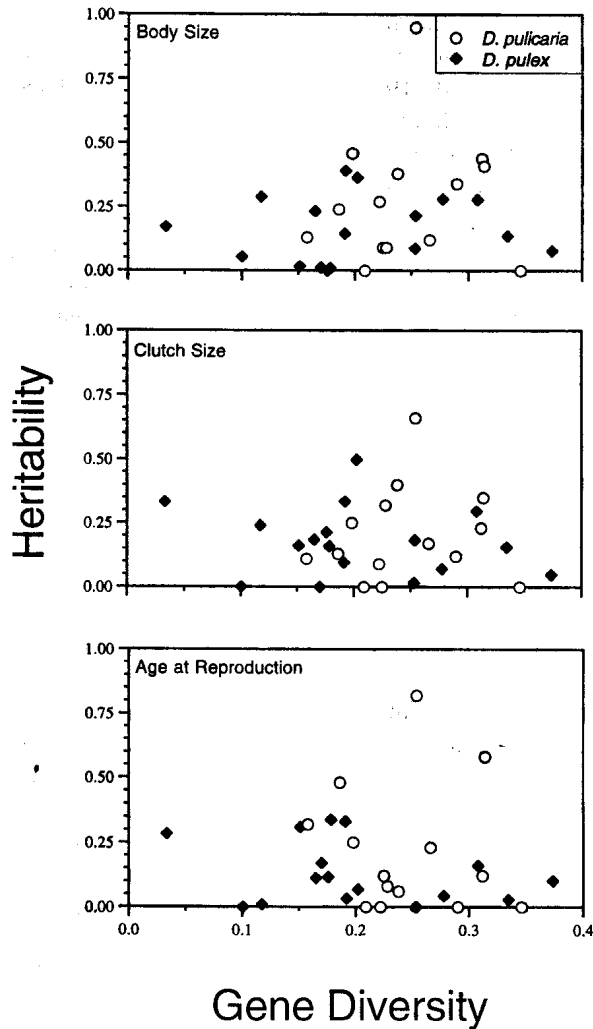 1.00
Body Size
D. pulicaria
D. pulex
0.75
0.50
0.25
0.00
1.00
Clutch Size
0.75
0.50
0.25
0.00
Heritability
1.00
Age at Reproduction
0.75
0.50
0.25
0.00
0.0 0.1 0.2 0.3 0.4
Gene Diversity